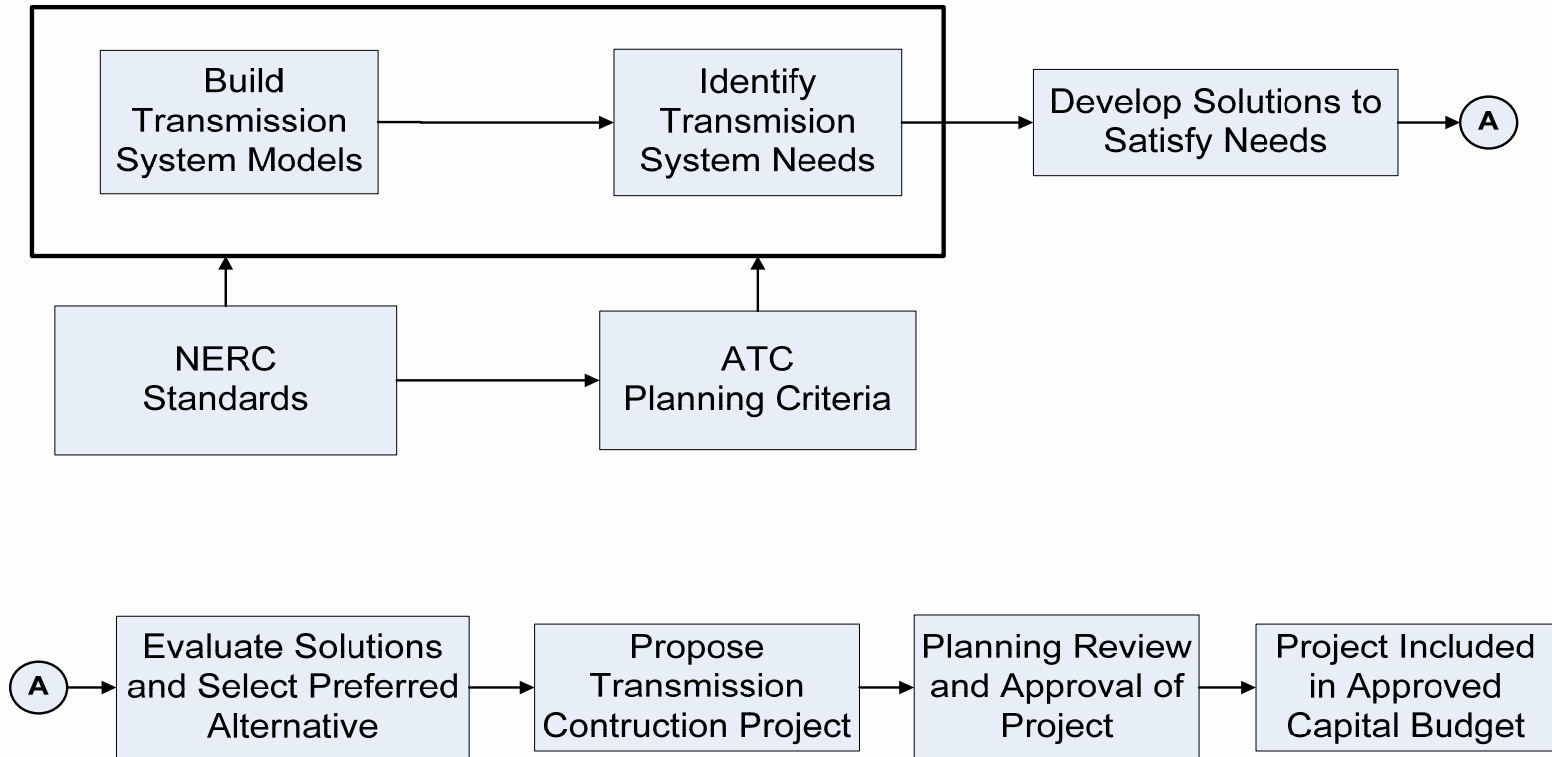 Build
Transmission
System Models
Identify
Transmision
System Needs
Develop Solutions to
Satisfy Needs
A
NERC
Standards
ATC
Planning Criteria
A
Evaluate Solutions
and Select Preferred
Alternative
Propose
Transmission
Contruction Project
Planning Review
and Approval of
Project
Project Included
in Approved
Capital Budget